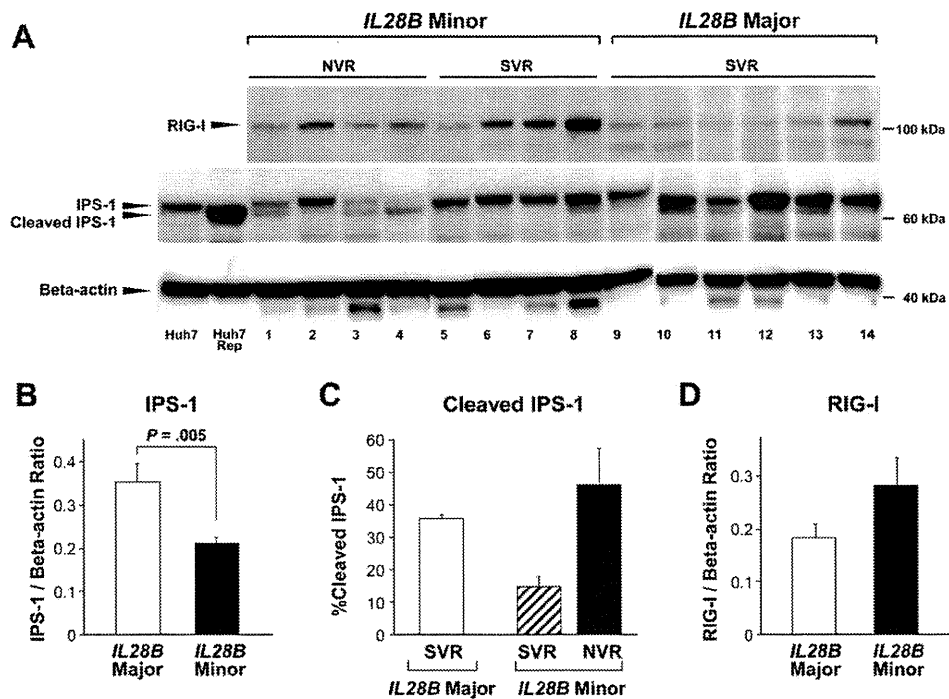 A
IL28B Minor
IL28B Major
NVR
SVR
SVR
RIG-I
100 kDa
IPS-1
Cleaved IPS-1
60 kDa
Beta-actin
40 kDa
Huh7
Huh7 Rep
1
2
3
4
5
6
7
8
9
10
11
12
13
14
B
IPS-1
P = .005
IPS-1 / Beta-actin Ratio
0.4
0.3
0.2
0.1
0
IL28B Major
IL28B Minor
C
Cleaved IPS-1
%Cleaved IPS-1
60
50
40
30
20
10
0
SVR
SVR
NVR
IL28B Major
IL28B Minor
D
RIG-I
RIG-I / Beta-actin Ratio
0.3
0.2
0.1
0
IL28B Major
IL28B Minor